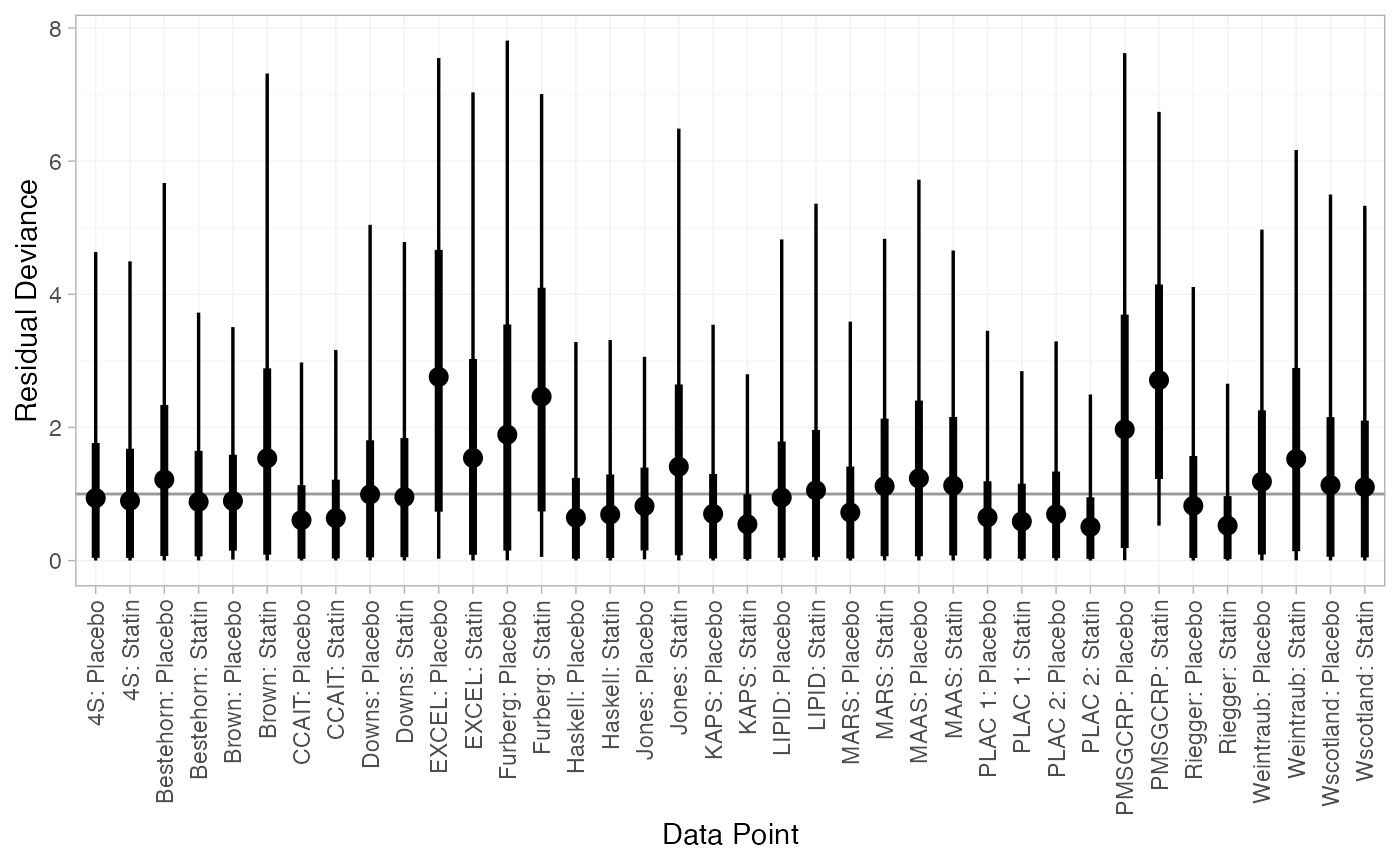 Residual Deviance
8
6
4
2
0
4S: Placebo
4S: Statin
Bestehorn: Placebo
Bestehorn: Statin
Brown: Placebo
Brown: Statin
CCAIT: Placebo
CCAIT: Statin
Downs: Placebo
Downs: Statin
EXCEL: Placebo
EXCEL: Statin
Furberg: Placebo
Furberg: Statin
Haskell: Placebo
Haskell: Statin
Jones: Placebo
Jones: Statin
KAPS: Placebo
KAPS: Statin
LIPID: Placebo
LIPID: Statin
MARS: Placebo
MARS: Statin
MAAS: Placebo
MAAS: Statin
PLAC 1: Placebo
PLAC 1: Statin
PLAC 2: Placebo
PLAC 2: Statin
PMSGCRP: Placebo
PMSGCRP: Statin
Riegger: Placebo
Riegger: Statin
Weintraub: Placebo
Weintraub: Statin
Wscotland: Placebo
Wscotland: Statin
Data Point